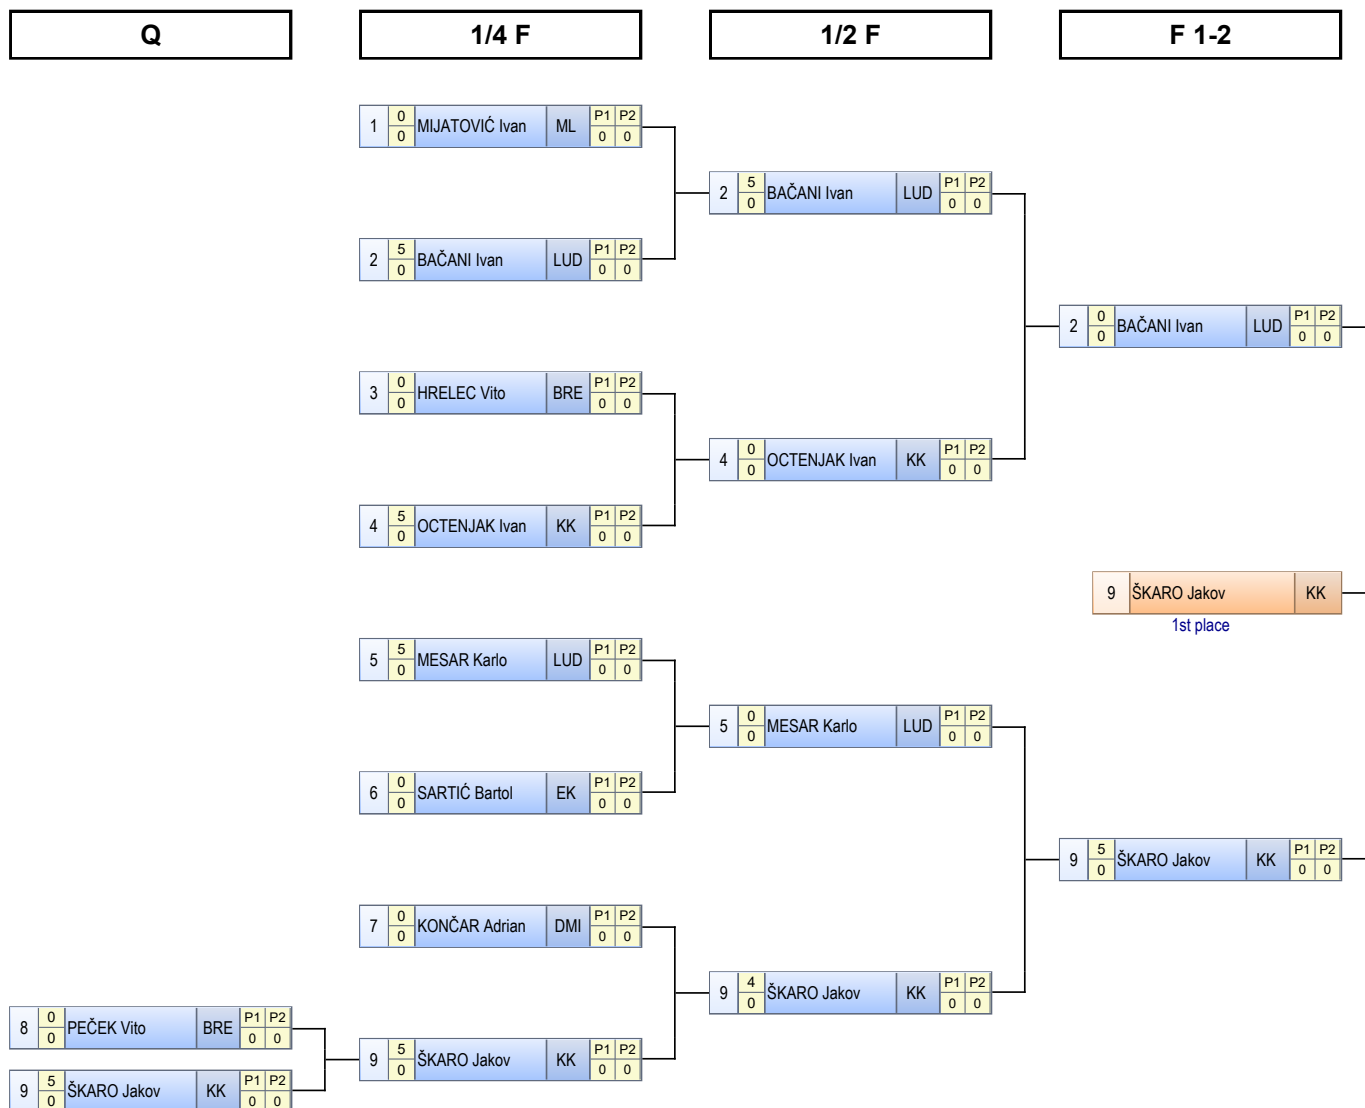 Q
1/4 F
1/2 F
F 1-2
1 0 0 MIJATOVIĆ Ivan ML P1 P2 0 0
2 5 0 BAČANI Ivan LUD P1 P2 0 0
2 5 0 BAČANI Ivan LUD P1 P2 0 0
2 0 0 BAČANI Ivan LUD P1 P2 0 0
3 0 0 HRELEC Vito BRE P1 P2 0 0
4 0 0 OCTENJAK Ivan KK P1 P2 0 0
4 5 0 OCTENJAK Ivan KK P1 P2 0 0
9 ŠKARO Jakov KK
1st place
5 5 0 MESAR Karlo LUD P1 P2 0 0
5 0 0 MESAR Karlo LUD P1 P2 0 0
6 0 0 SARTIĆ Bartol EK P1 P2 0 0
9 5 0 ŠKARO Jakov KK P1 P2 0 0
7 0 0 KONČAR Adrian DMI P1 P2 0 0
9 4 0 ŠKARO Jakov KK P1 P2 0 0
8 0 0 PEČEK Vito BRE P1 P2 0 0
9 5 0 ŠKARO Jakov KK P1 P2 0 0
9 5 0 ŠKARO Jakov KK P1 P2 0 0